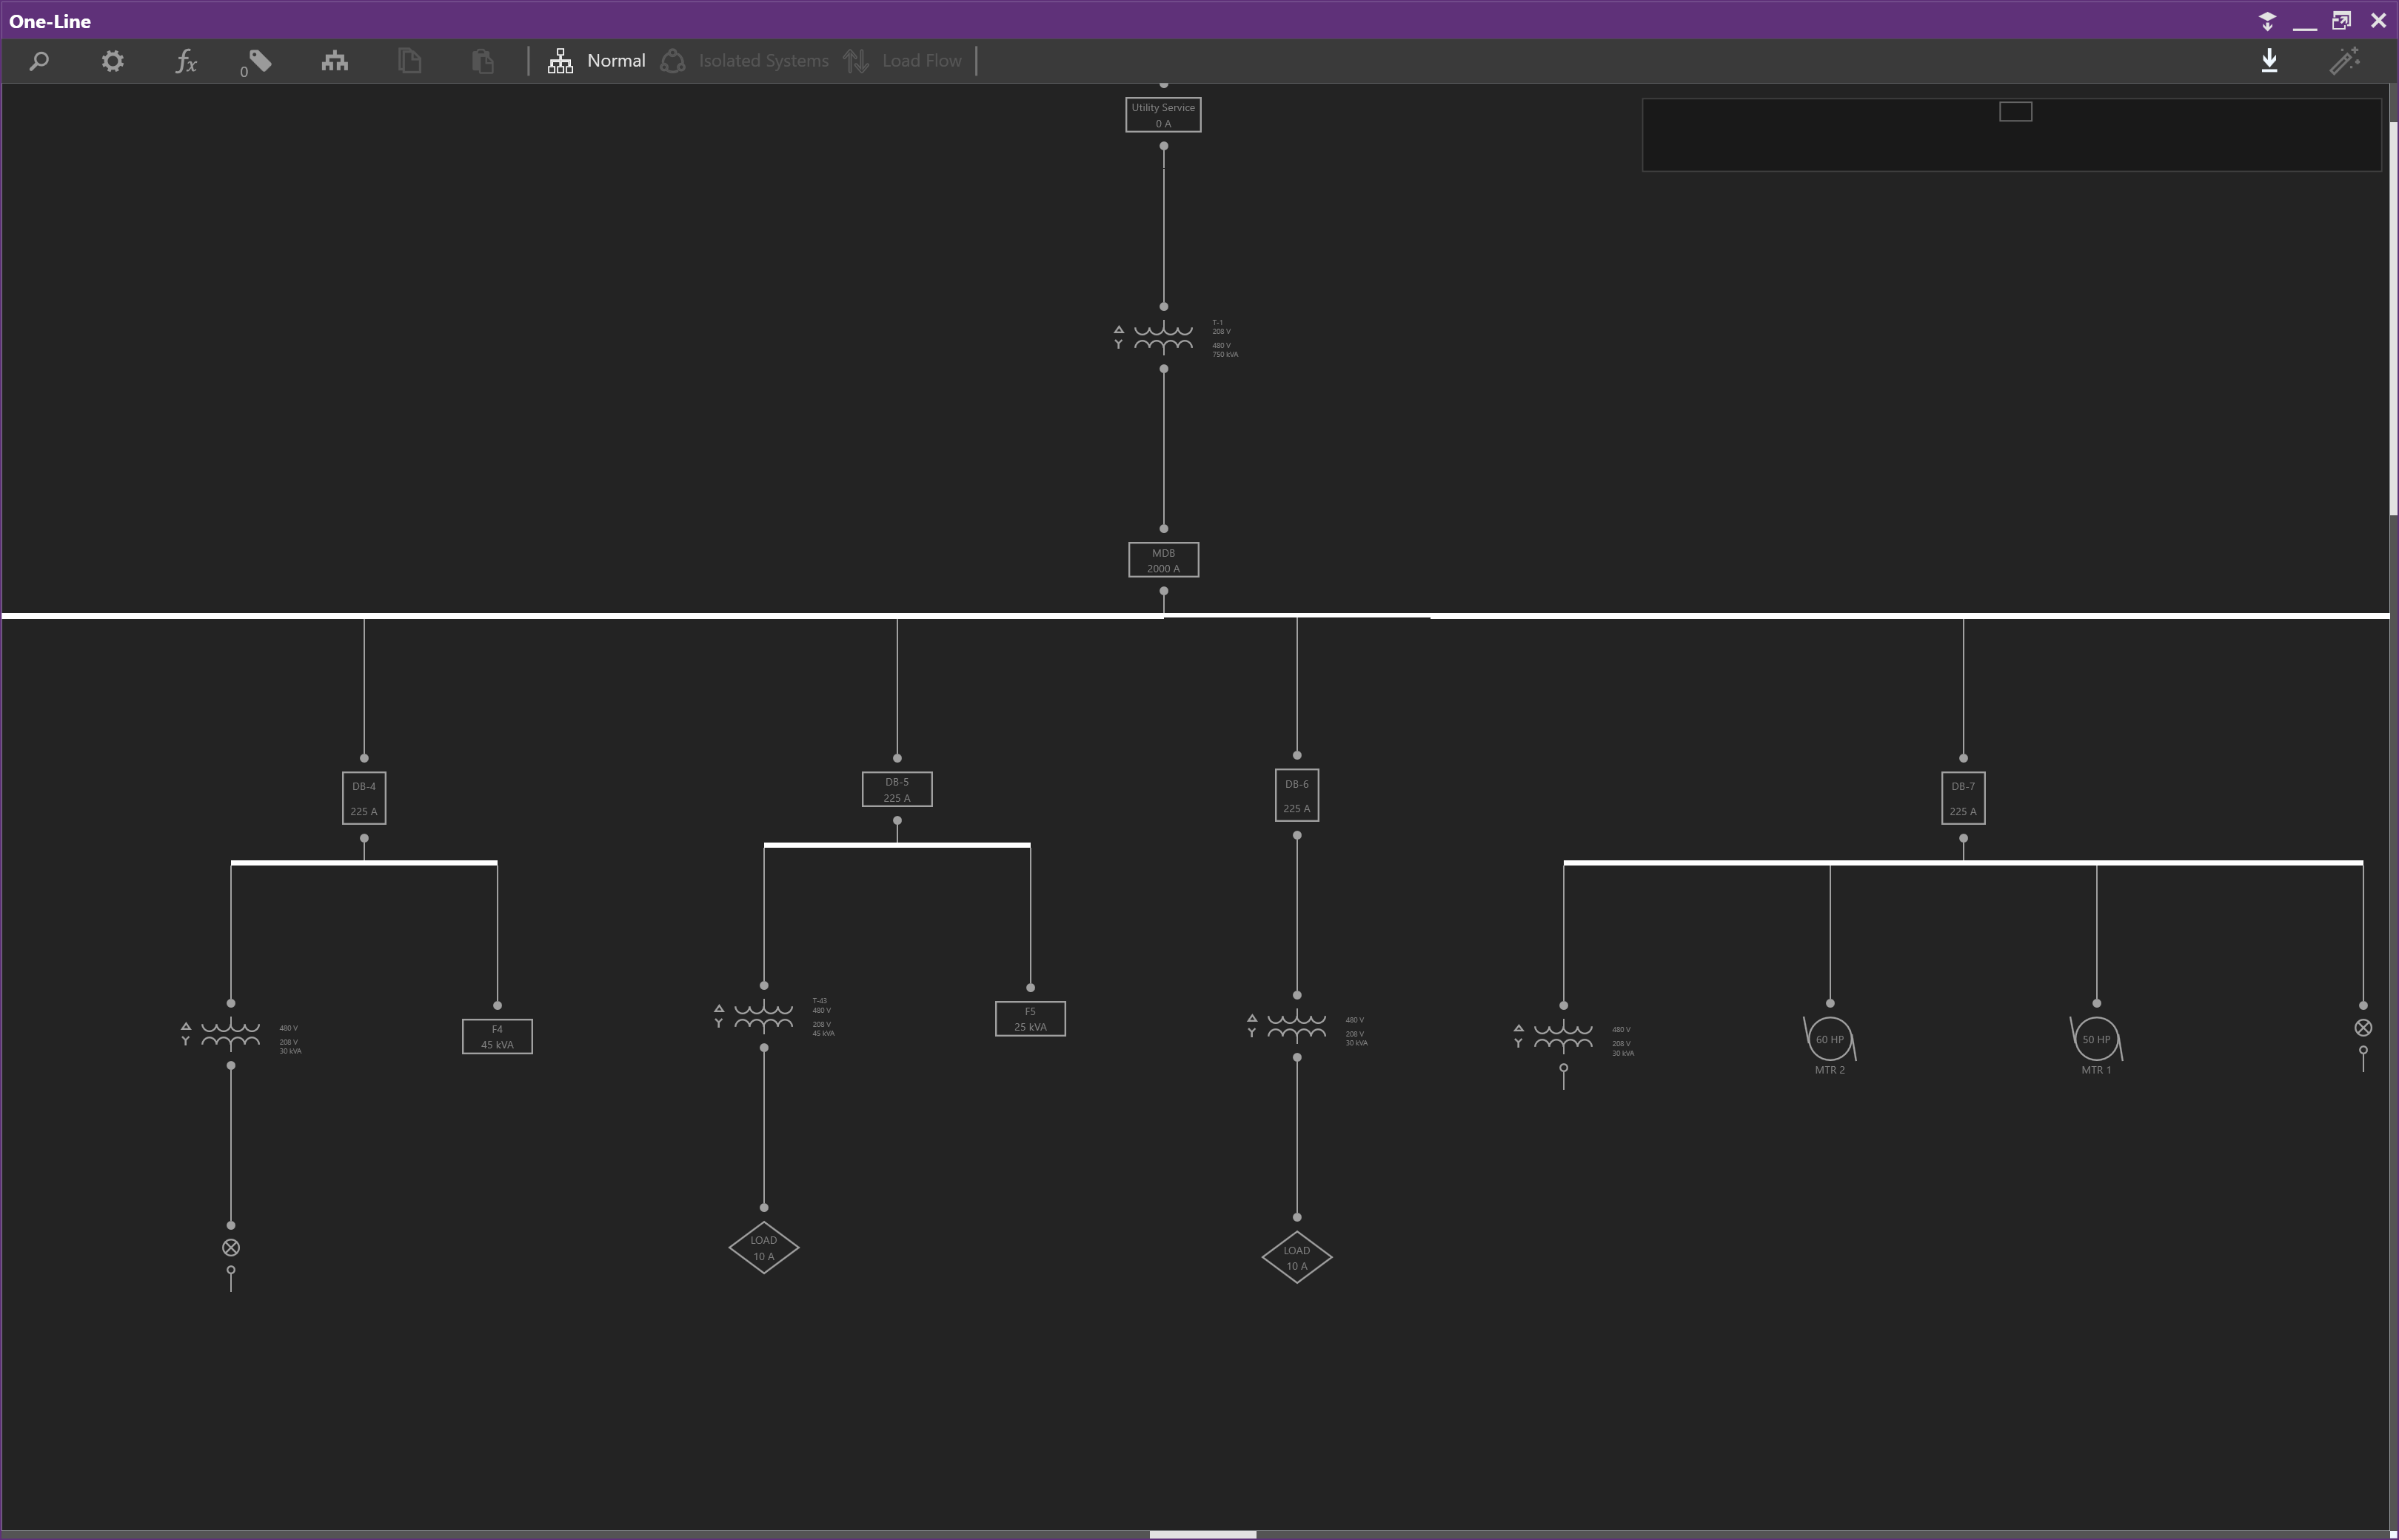 One-Line
0
Normal
Isolated Systems
Load Flow
Utility Service
0 A
T-1
208 V
480 V
750 kVA
MDB
2000 A
DB-4
225 A
DB-5
225 A
DB-6
225 A
DB-7
225 A
480 V
208 V
30 kVA
F4
45 kVA
T-43
480 V
208 V
45 kVA
F5
25 kVA
480 V
208 V
30 kVA
480 V
208 V
30 kVA
60 HP
MTR 2
50 HP
MTR 1
LOAD
10 A
LOAD
10 A